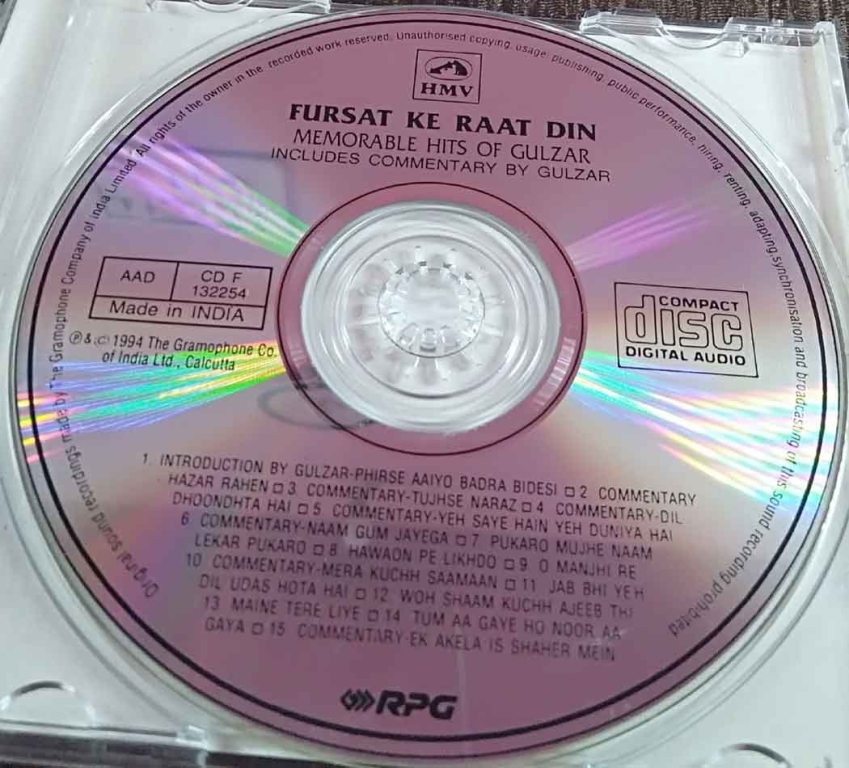 Original sound recordings made by The Gramophone Company of India Limited. All rights of the owner in the recorded work reserved. Unauthorised copying, usage, publishing, public performance, hiring, renting, adapting, synchronisation and broadcasting of this sound recording prohibited
HMV
FURSAT KE RAAT DIN
MEMORABLE HITS OF GULZAR
INCLUDES COMMENTARY BY GULZAR
AAD
CD F
132254
Made in INDIA
℗ & © 1994 The Gramophone Co.
of India Ltd., Calcutta
COMPACT
disc
DIGITAL AUDIO
1 INTRODUCTION BY GULZAR-PHIRSE AAIYO BADRA BIDESI □ 2 COMMENTARY
- HAZAR RAHEN □ 3 COMMENTARY-TUJHSE NARAZ □ 4 COMMENTARY-DIL
DHOONDHTA HAI □ 5 COMMENTARY-YEH SAYE HAIN YEH DUNIYA HAI
6 COMMENTARY-NAAM GUM JAYEGA □ 7 PUKARO MUJHE NAAM
LEKAR PUKARO □ 8 HAWAON PE LIKHDO □ 9 O MANJHI RE
10 COMMENTARY-MERA KUCHH SAAMAAN □ 11 JAB BHI YEH
DIL UDAS HOTA HAI □ 12 WOH SHAAM KUCHH AJEEB THI
13 MAINE TERE LIYE □ 14 TUM AA GAYE HO NOOR AA
GAYA □ 15 COMMENTARY-EK AKELA IS SHAHER MEIN
RPG